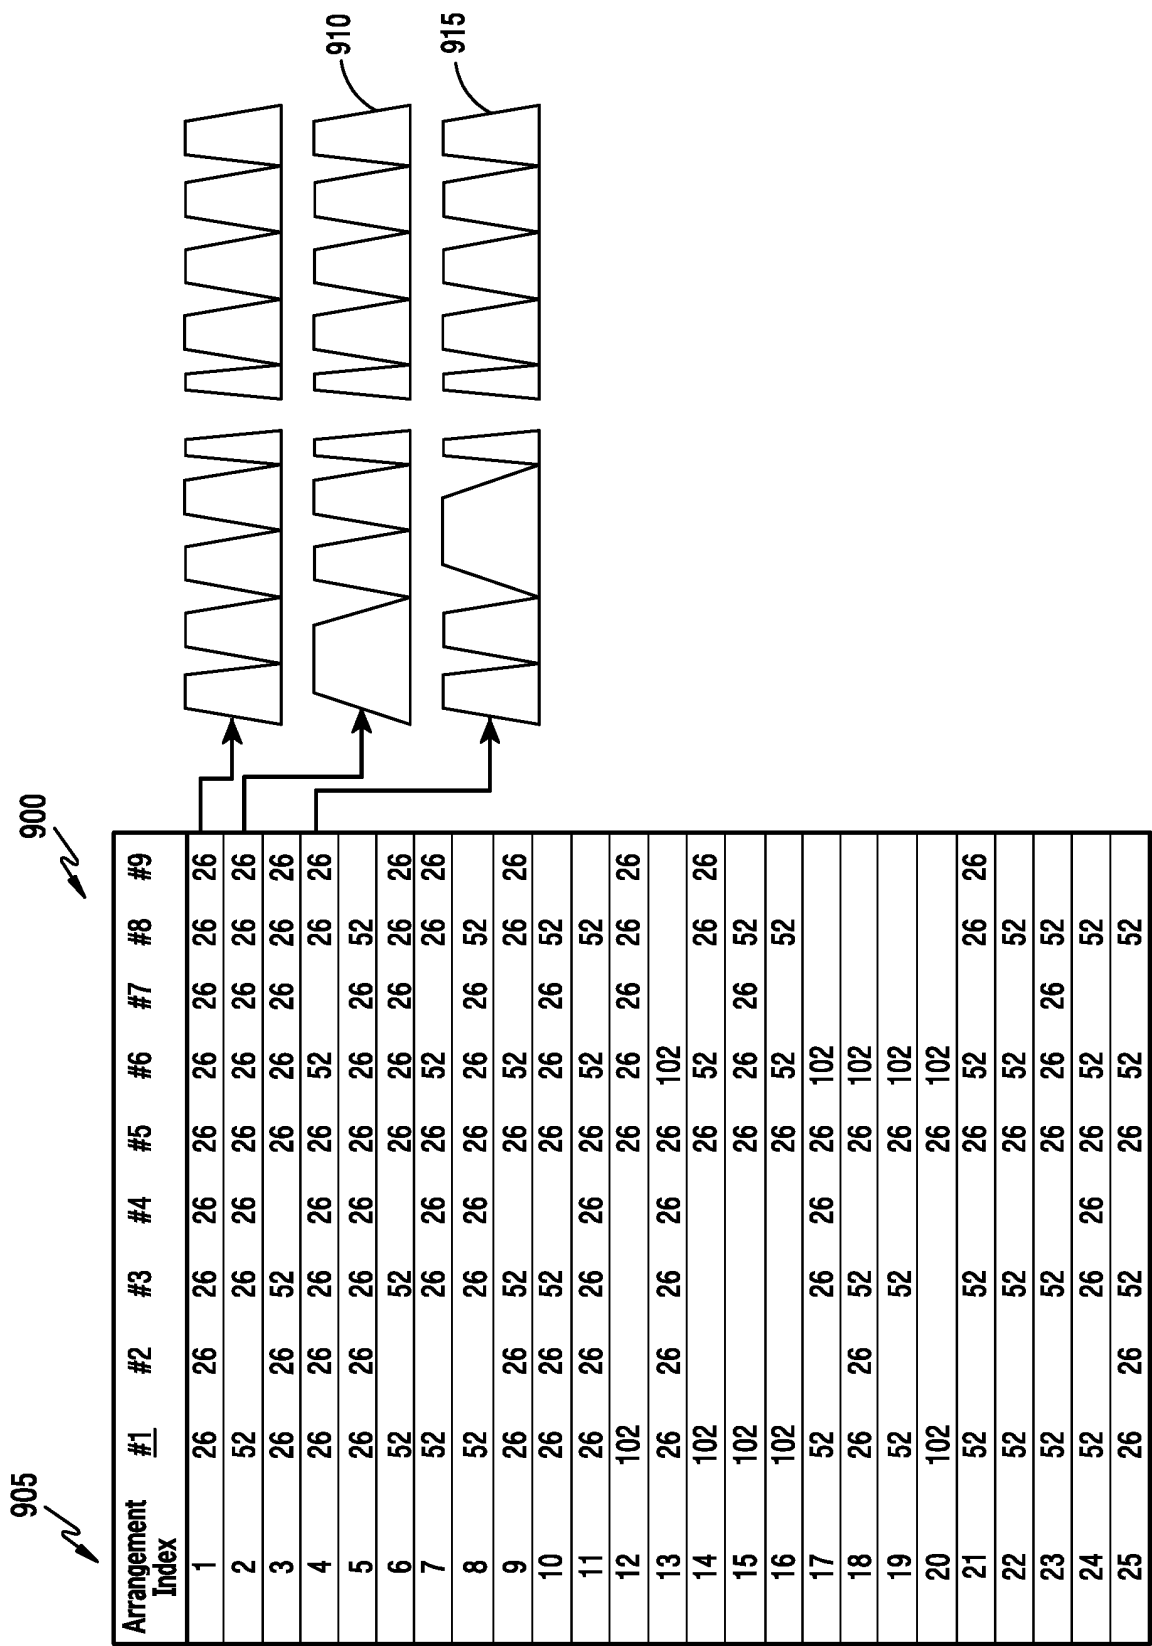 905
900
Arrangement
Index #1 #2 #3 #4 #5 #6 #7 #8 #9
1 26 26 26 26 26 26 26 26 26
2 52 26 26 26 26 26 26 26
3 26 26 52 26 26 26 26 26
4 26 26 26 26 26 52 26 26
5 26 26 26 26 26 26 26 52
6 52 52 26 26 26 26 26
7 52 26 26 26 52 26 26
8 52 26 26 26 26 26 52
9 26 26 52 26 52 26 26
10 26 26 52 26 26 26 52
11 26 26 26 26 26 52 52
12 102 26 26 26 26 26
13 26 26 26 26 26 102
14 102 26 52 26 26
15 102 26 26 26 52
16 102 26 52 52
17 52 26 26 26 102
18 26 26 52 26 102
19 52 52 26 102
20 102 26 102
21 52 52 26 52 26 26
22 52 52 26 52 52
23 52 52 26 26 26 52
24 52 26 26 26 52 52
25 26 26 52 26 52 52
910
915